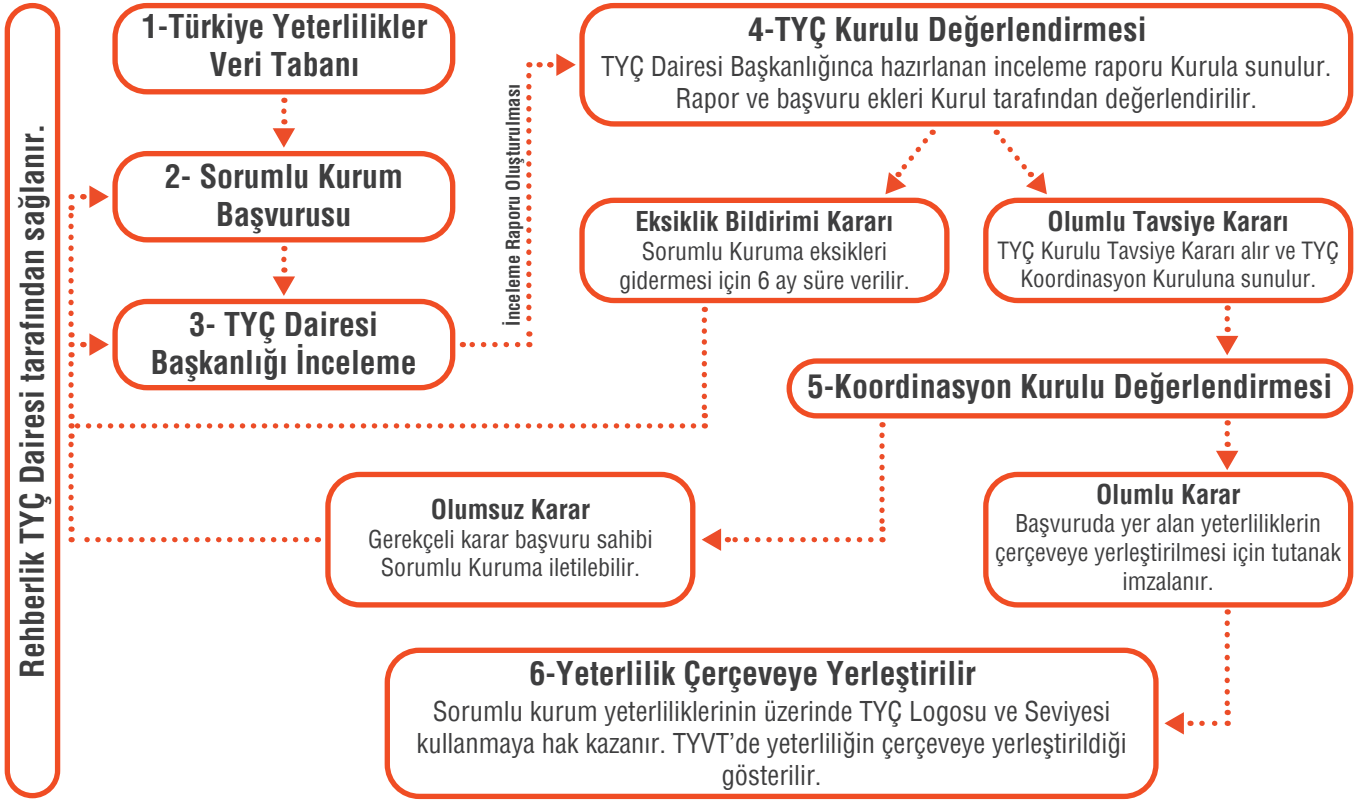 Rehberlik TYÇ Dairesi tarafından sağlanır.
1-Türkiye Yeterlilikler
Veri Tabanı
2- Sorumlu Kurum
Başvurusu
3- TYÇ Dairesi
Başkanlığı İnceleme
İnceleme Raporu Oluşturulması
4-TYÇ Kurulu Değerlendirmesi
TYÇ Dairesi Başkanlığınca hazırlanan inceleme raporu Kurula sunulur.
Rapor ve başvuru ekleri Kurul tarafından değerlendirilir.
Eksiklik Bildirimi Kararı
Sorumlu Kuruma eksikleri
gidermesi için 6 ay süre verilir.
Olumlu Tavsiye Kararı
TYÇ Kurulu Tavsiye Kararı alır ve TYÇ
Koordinasyon Kuruluna sunulur.
5-Koordinasyon Kurulu Değerlendirmesi
Olumsuz Karar
Gerekçeli karar başvuru sahibi
Sorumlu Kuruma iletilebilir.
Olumlu Karar
Başvuruda yer alan yeterliliklerin
çerçeveye yerleştirilmesi için tutanak
imzalanır.
6-Yeterlilik Çerçeveye Yerleştirilir
Sorumlu kurum yeterliliklerinin üzerinde TYÇ Logosu ve Seviyesi
kullanmaya hak kazanır. TYVT’de yeterliliğin çerçeveye yerleştirildiği
gösterilir.